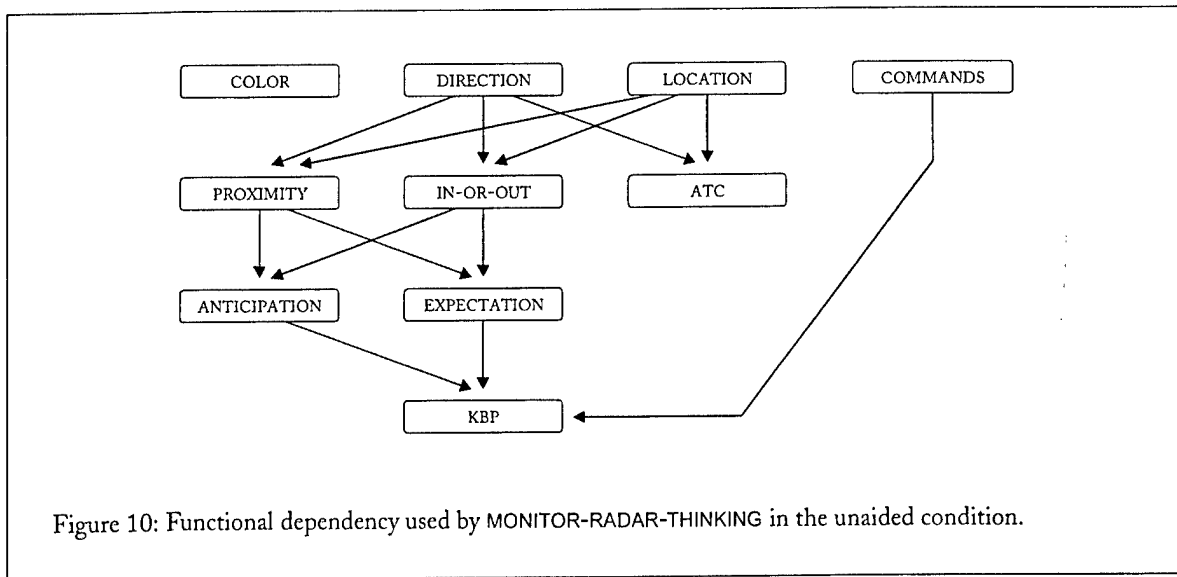 COLOR
DIRECTION
LOCATION
COMMANDS
PROXIMITY
IN-OR-OUT
ATC
ANTICIPATION
EXPECTATION
KBP
Figure 10: Functional dependency used by MONITOR-RADAR-THINKING in the unaided condition.